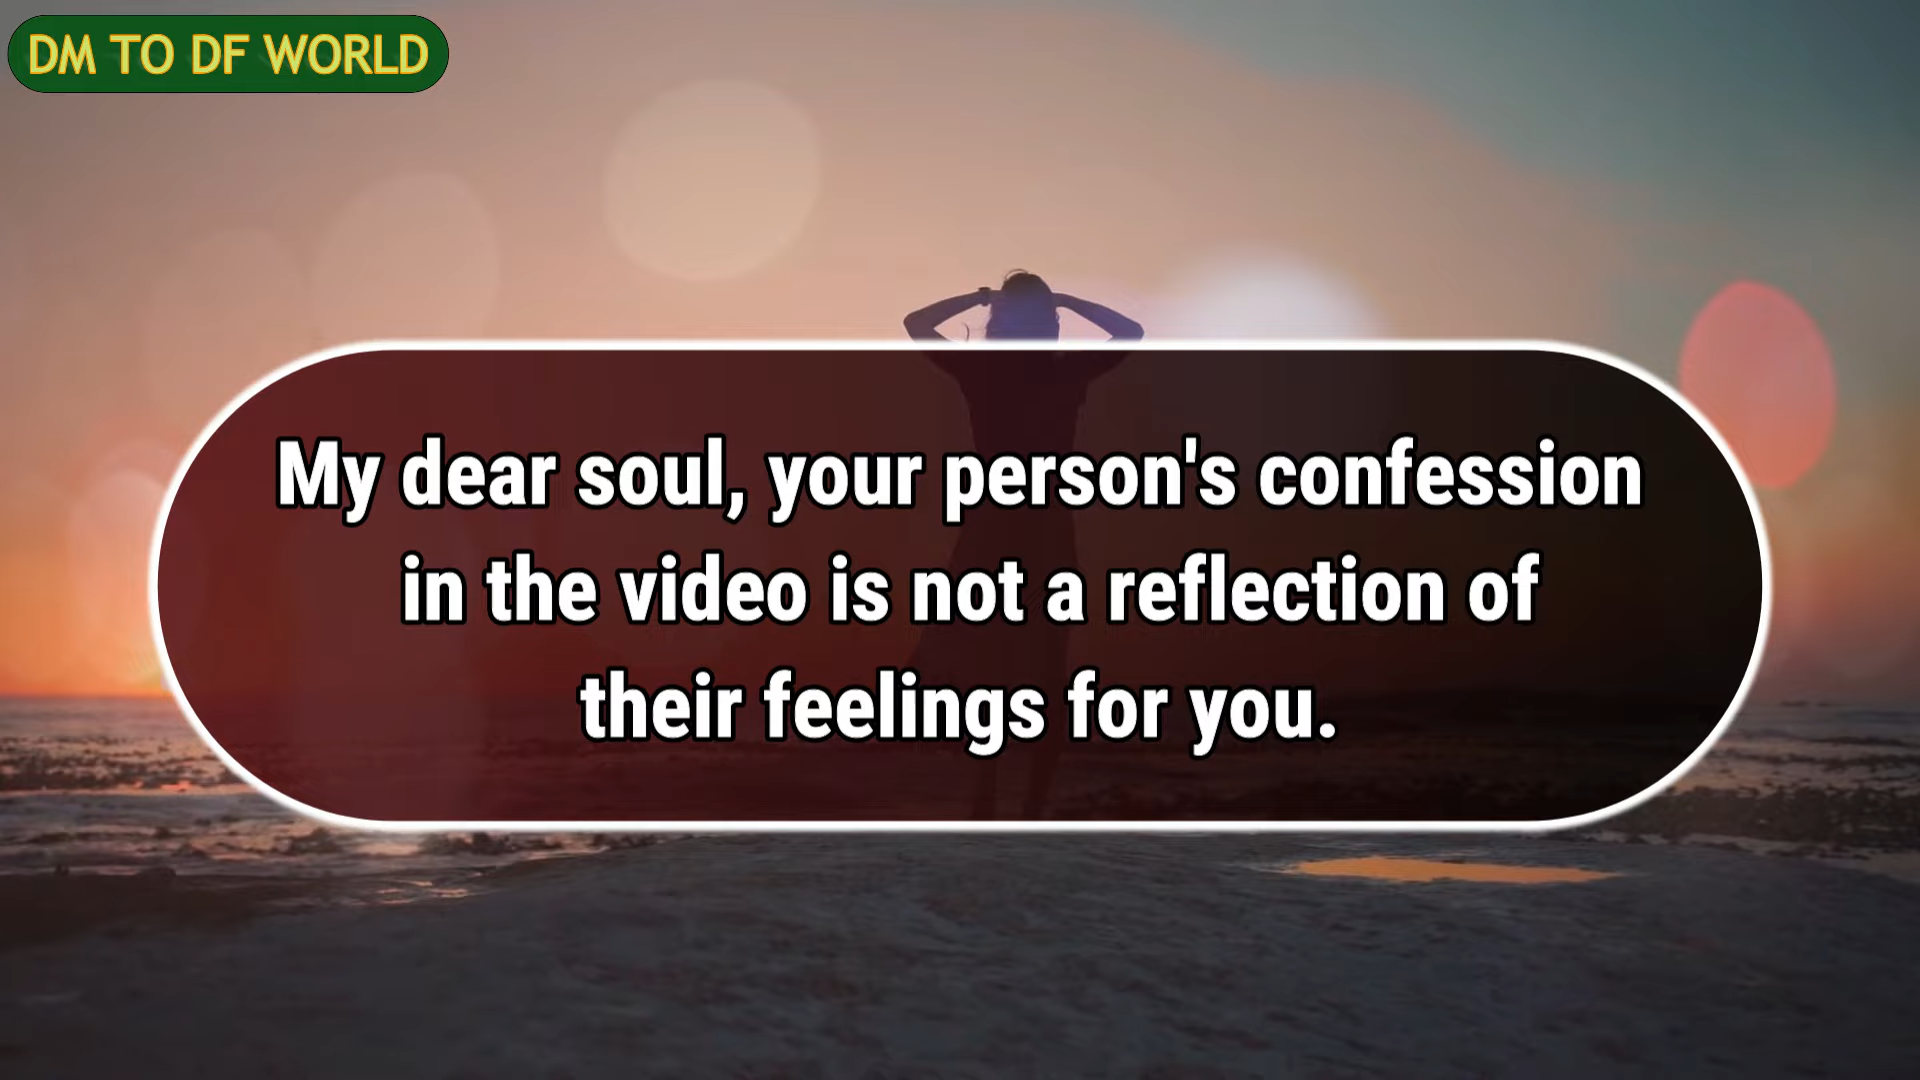 DM TO DF WORLD
My dear soul, your person's confession
in the video is not a reflection of
their feelings for you.